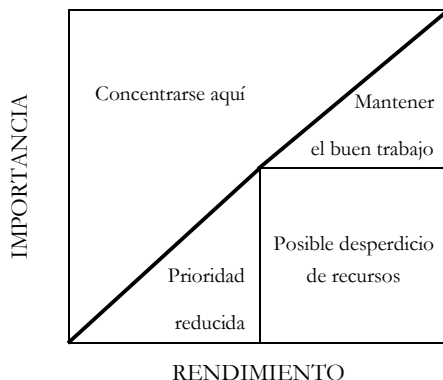 IMPORTANCIA
Concentrarse aquí
Mantener
el buen trabajo
Posible desperdicio
de recursos
Prioridad
reducida
RENDIMIENTO